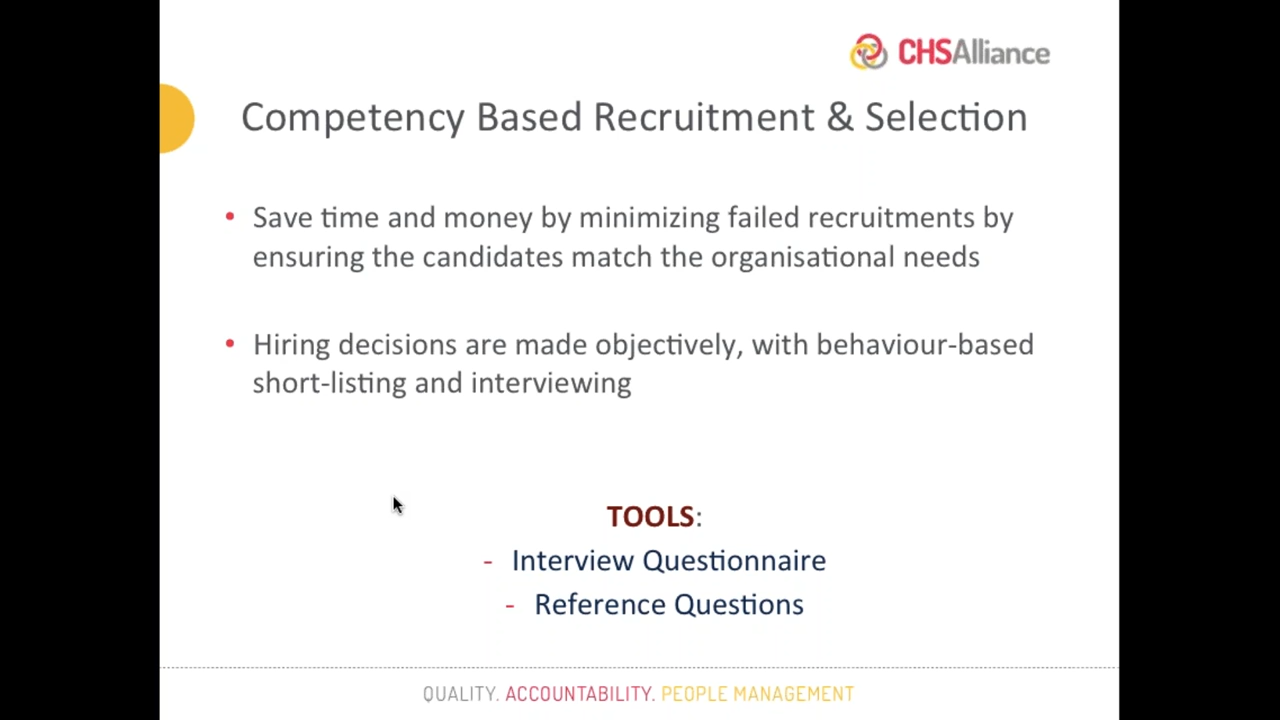 CHSAlliance
Competency Based Recruitment & Selection
• Save time and money by minimizing failed recruitments by
ensuring the candidates match the organisational needs
• Hiring decisions are made objectively, with behaviour-based
short-listing and interviewing
TOOLS:
- Interview Questionnaire
- Reference Questions
QUALITY. ACCOUNTABILITY. PEOPLE MANAGEMENT